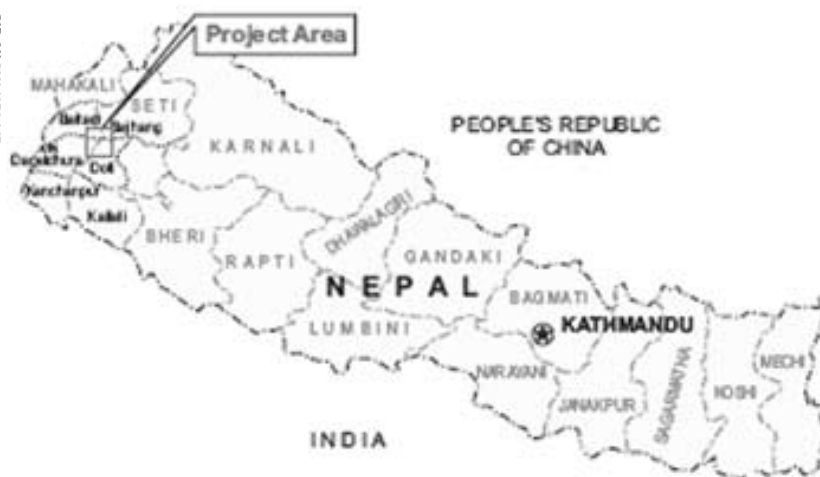 Project Area
MAHAKALI
SETI
Baitadi
Bajhang
KARNALI
PEOPLE'S REPUBLIC
OF CHINA
Doti
Kanchanpur
Kailali
BHERI
RAPTI
DHAWALAGIRI
GANDAKI
NEPAL
BAGMATI
LUMBINI
KATHMANDU
NARAYANI
JANAKPUR
SAGARMATHA
KOSHI
MECHI
INDIA